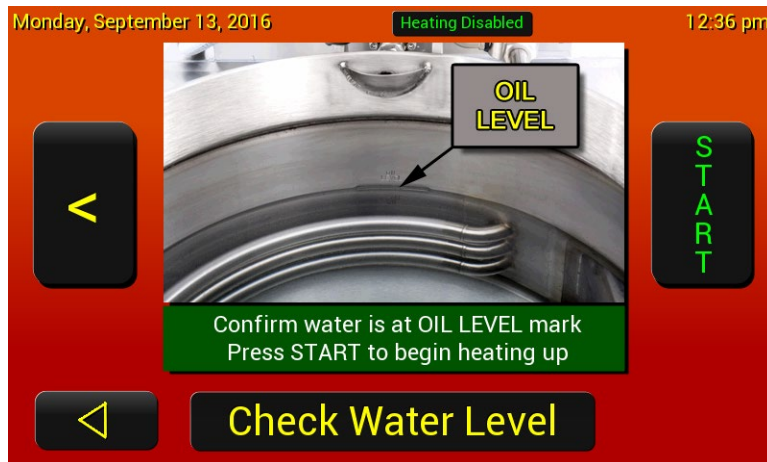 Monday, September 13, 2016
Heating Disabled
12:36 pm
OIL
LEVEL
<
START
Confirm water is at OIL LEVEL mark
Press START to begin heating up
Check Water Level